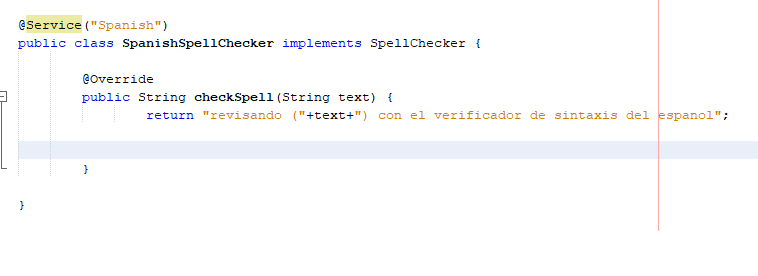 @Service("Spanish")
public class SpanishSpellChecker implements SpellChecker {
@Override
public String checkSpell(String text) {
return "revisando ("+text+") con el verificador de sintaxis del espanol";
}
}